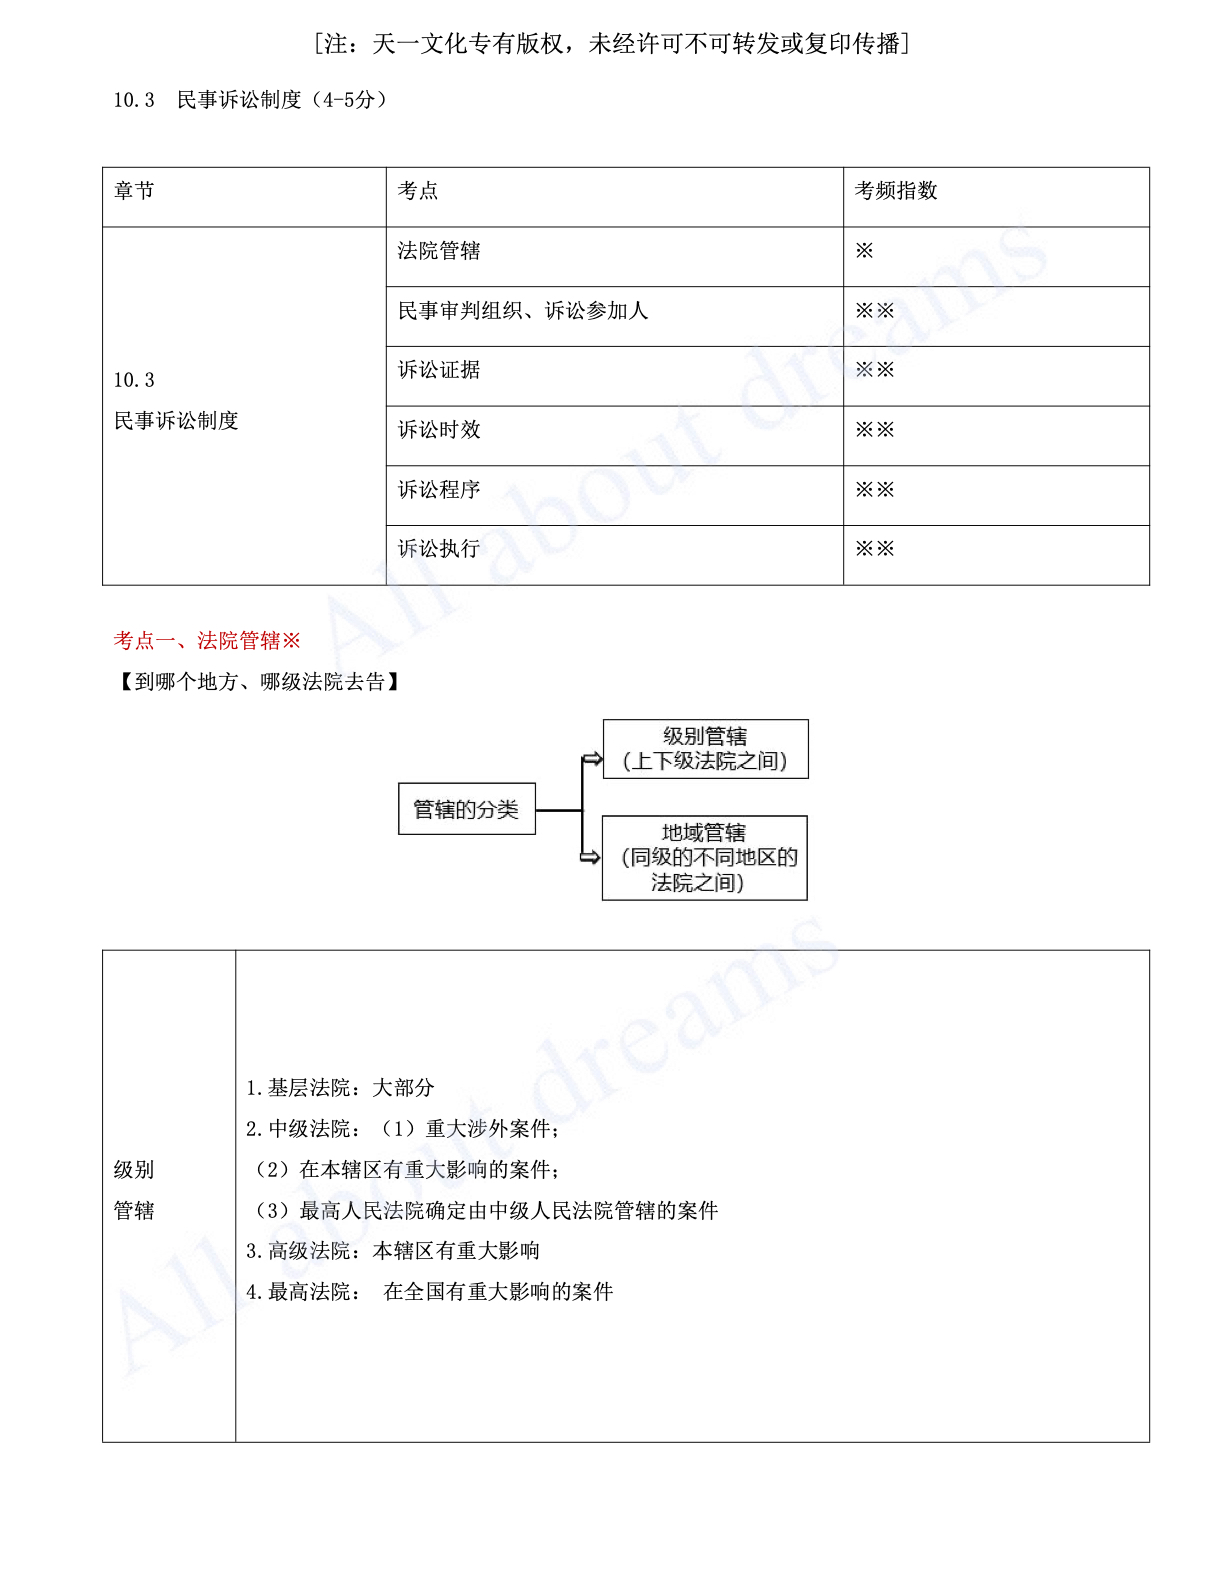 [注：天一文化专有版权，未经许可不可转发或复印传播]
10.3 民事诉讼制度（4-5分）
章节 考点 考频指数
法院管辖 ※
民事审判组织、诉讼参加人 ※※
诉讼证据 ※※
10.3
民事诉讼制度
诉讼时效 ※※
诉讼程序 ※※
诉讼执行 ※※
考点一、法院管辖※
【到哪个地方、哪级法院去告】
级别管辖
（上下级法院之间）
管辖的分类
地域管辖
（同级的不同地区的
法院之间）
级别
管辖
1.基层法院：大部分
2.中级法院：（1）重大涉外案件；
（2）在本辖区有重大影响的案件；
（3）最高人民法院确定由中级人民法院管辖的案件
3.高级法院：本辖区有重大影响
4.最高法院： 在全国有重大影响的案件
All about dreams
All about dreams